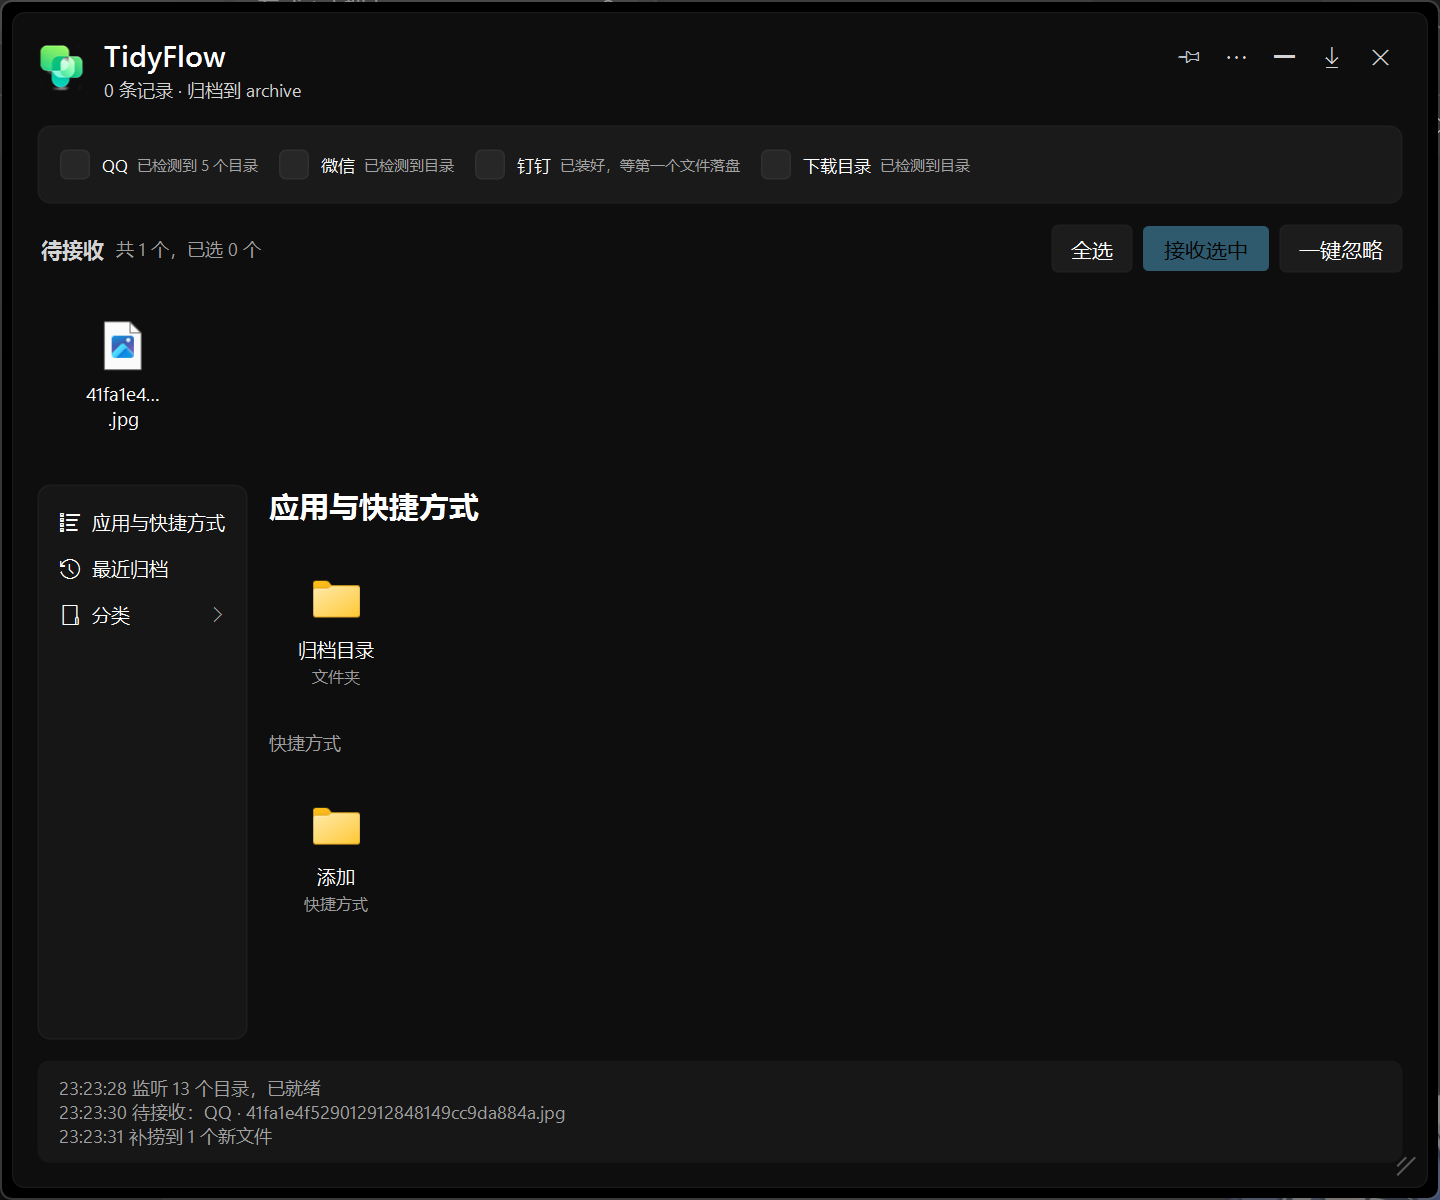 TidyFlow
0 条记录 · 归档到 archive
QQ 已检测到 5 个目录 微信 已检测到目录 钉钉 已装好，等第一个文件落盘 下载目录 已检测到目录
待接收 共 1 个，已选 0 个 全选 接收选中 一键忽略
41fa1e4...
.jpg
应用与快捷方式
最近归档
分类
应用与快捷方式
归档目录
文件夹
快捷方式
添加
快捷方式
23:23:28 监听 13 个目录，已就绪
23:23:30 待接收：QQ · 41fa1e4f529012912848149cc9da884a.jpg
23:23:31 补捞到 1 个新文件